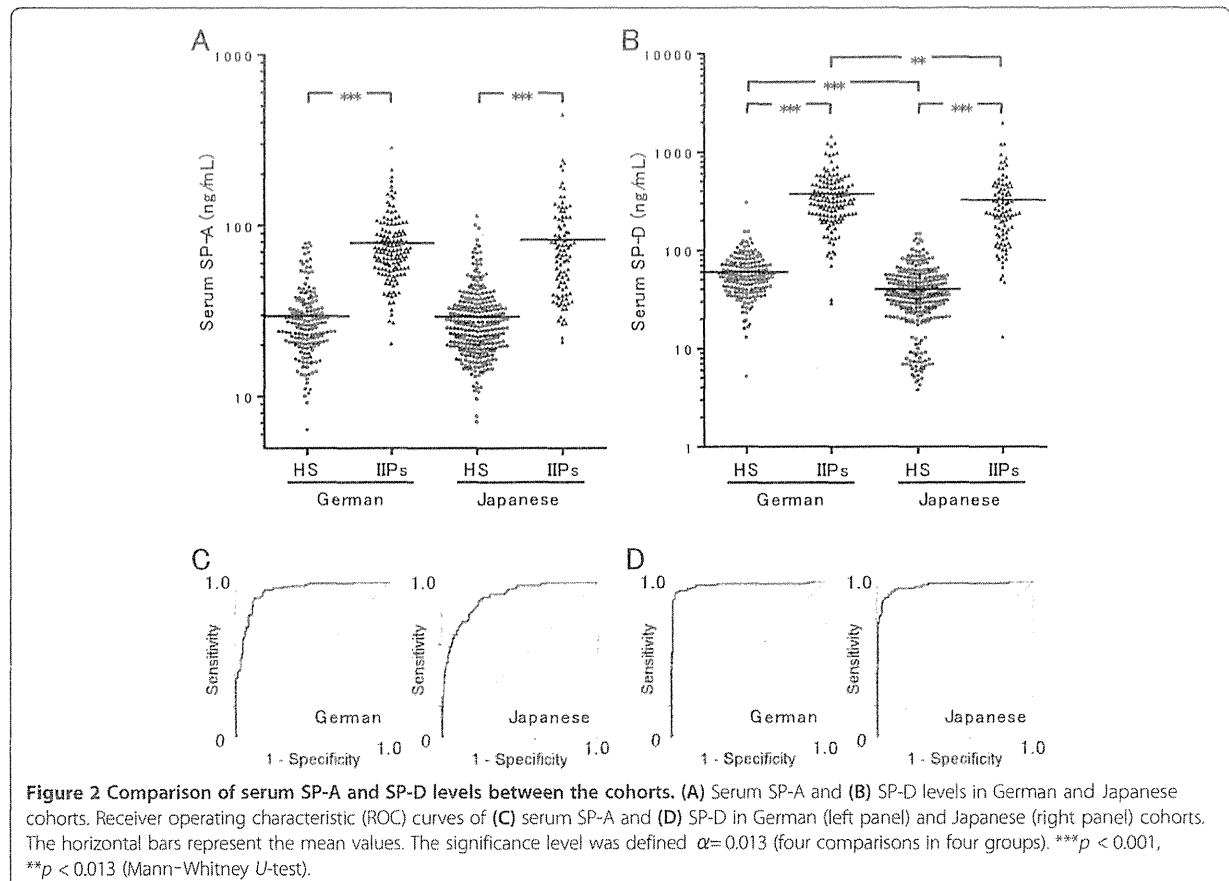 A
B
1000
100
10
Serum SP-A (ng/mL)
*** ***
HS IIPs HS IIPs
German Japanese
10000
1000
100
10
1
Serum SP-D (ng/mL)
**
***
*** ***
HS IIPs HS IIPs
German Japanese
C
1.0
Sensitivity
German
0
1 - Specificity
1.0
1.0
Sensitivity
Japanese
0
1 - Specificity
1.0
D
1.0
Sensitivity
German
0
1 - Specificity
1.0
1.0
Sensitivity
Japanese
0
1 - Specificity
1.0
Figure 2 Comparison of serum SP-A and SP-D levels between the cohorts. (A) Serum SP-A and (B) SP-D levels in German and Japanese
cohorts. Receiver operating characteristic (ROC) curves of (C) serum SP-A and (D) SP-D in German (left panel) and Japanese (right panel) cohorts.
The horizontal bars represent the mean values. The significance level was defined α= 0.013 (four comparisons in four groups). ***p < 0.001,
**p < 0.013 (Mann–Whitney U-test).